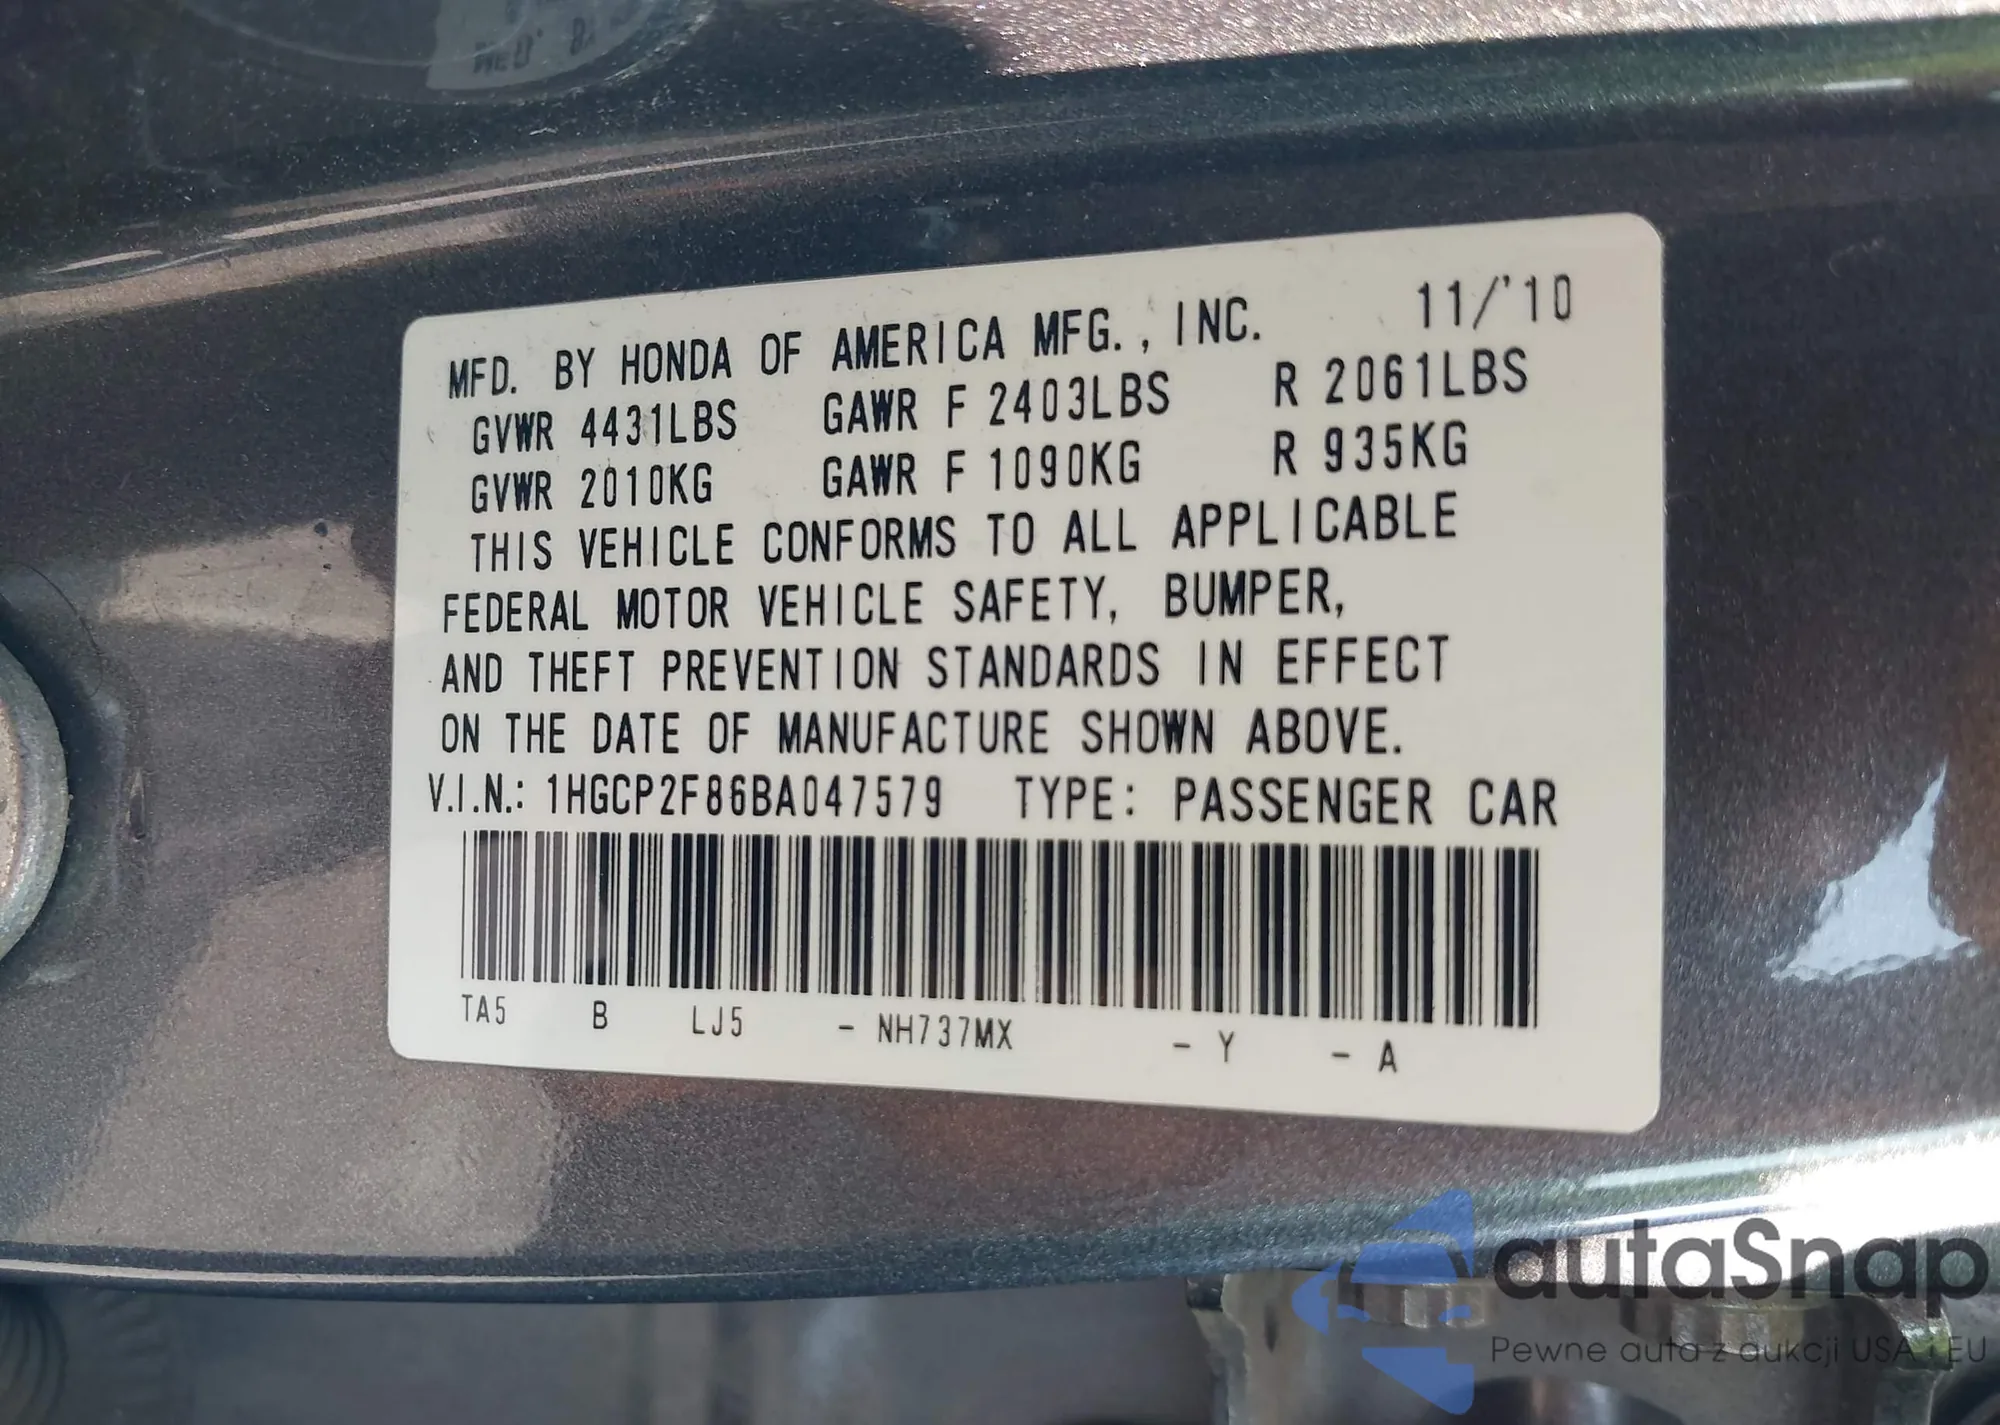 MFD. BY HONDA OF AMERICA MFG., INC. 11/'10
GVWR 4431LBS GAWR F 2403LBS R 2061LBS
GVWR 2010KG GAWR F 1090KG R 935KG
THIS VEHICLE CONFORMS TO ALL APPLICABLE
FEDERAL MOTOR VEHICLE SAFETY, BUMPER,
AND THEFT PREVENTION STANDARDS IN EFFECT
ON THE DATE OF MANUFACTURE SHOWN ABOVE.
V.I.N.: 1HGCP2F86BA047579 TYPE: PASSENGER CAR
TA5 B LJ5 - NH737MX - Y - A
autaSnap
Pewne auta z aukcji USA i EU